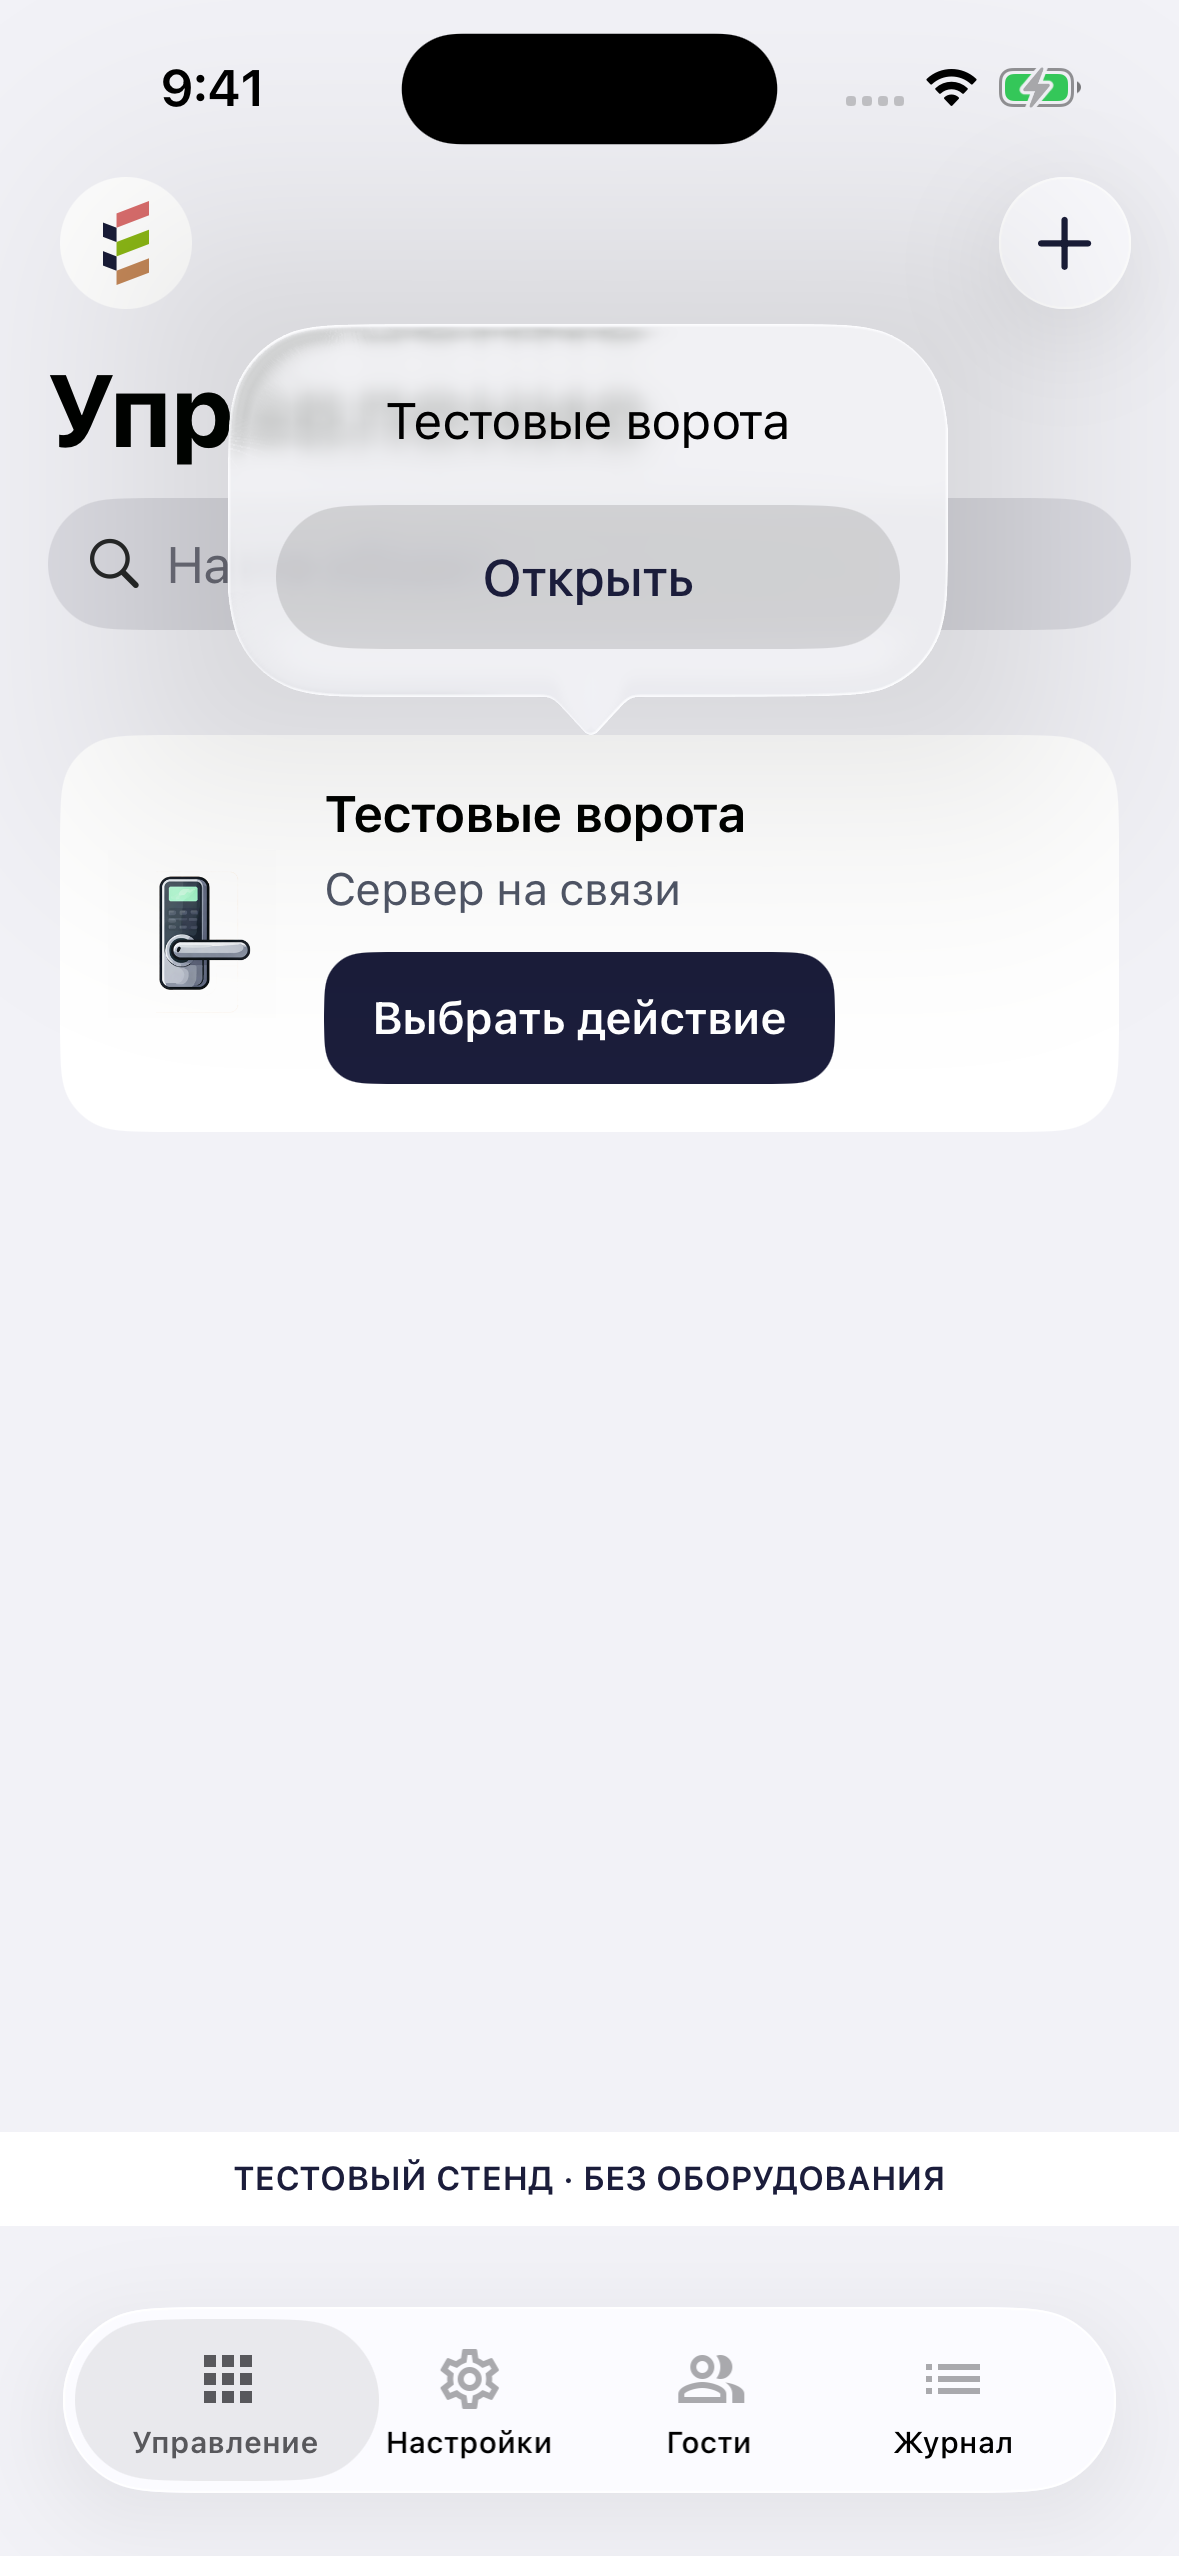 9:41
Тестовые ворота
Упр
Открыть
На
Тестовые ворота
Сервер на связи
Выбрать действие
ТЕСТОВЫЙ СТЕНД · БЕЗ ОБОРУДОВАНИЯ
Управление
Настройки
Гости
Журнал